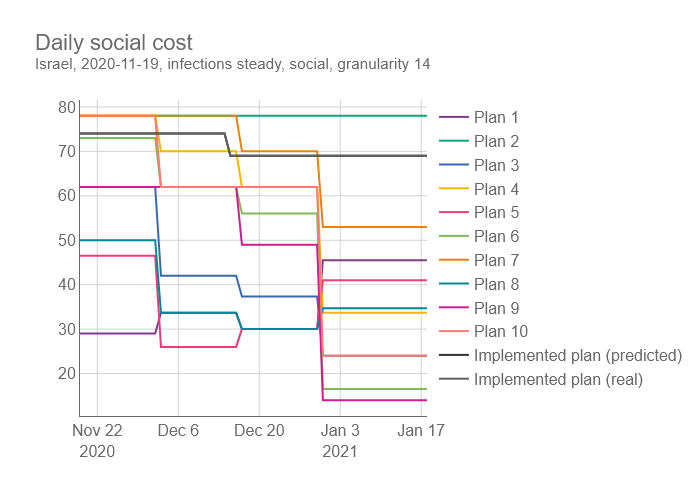 Daily social cost
Israel, 2020-11-19, infections steady, social, granularity 14
80
70
60
50
40
30
20
Nov 22
2020
Dec 6
Dec 20
Jan 3
2021
Jan 17
Plan 1
Plan 2
Plan 3
Plan 4
Plan 5
Plan 6
Plan 7
Plan 8
Plan 9
Plan 10
Implemented plan (predicted)
Implemented plan (real)